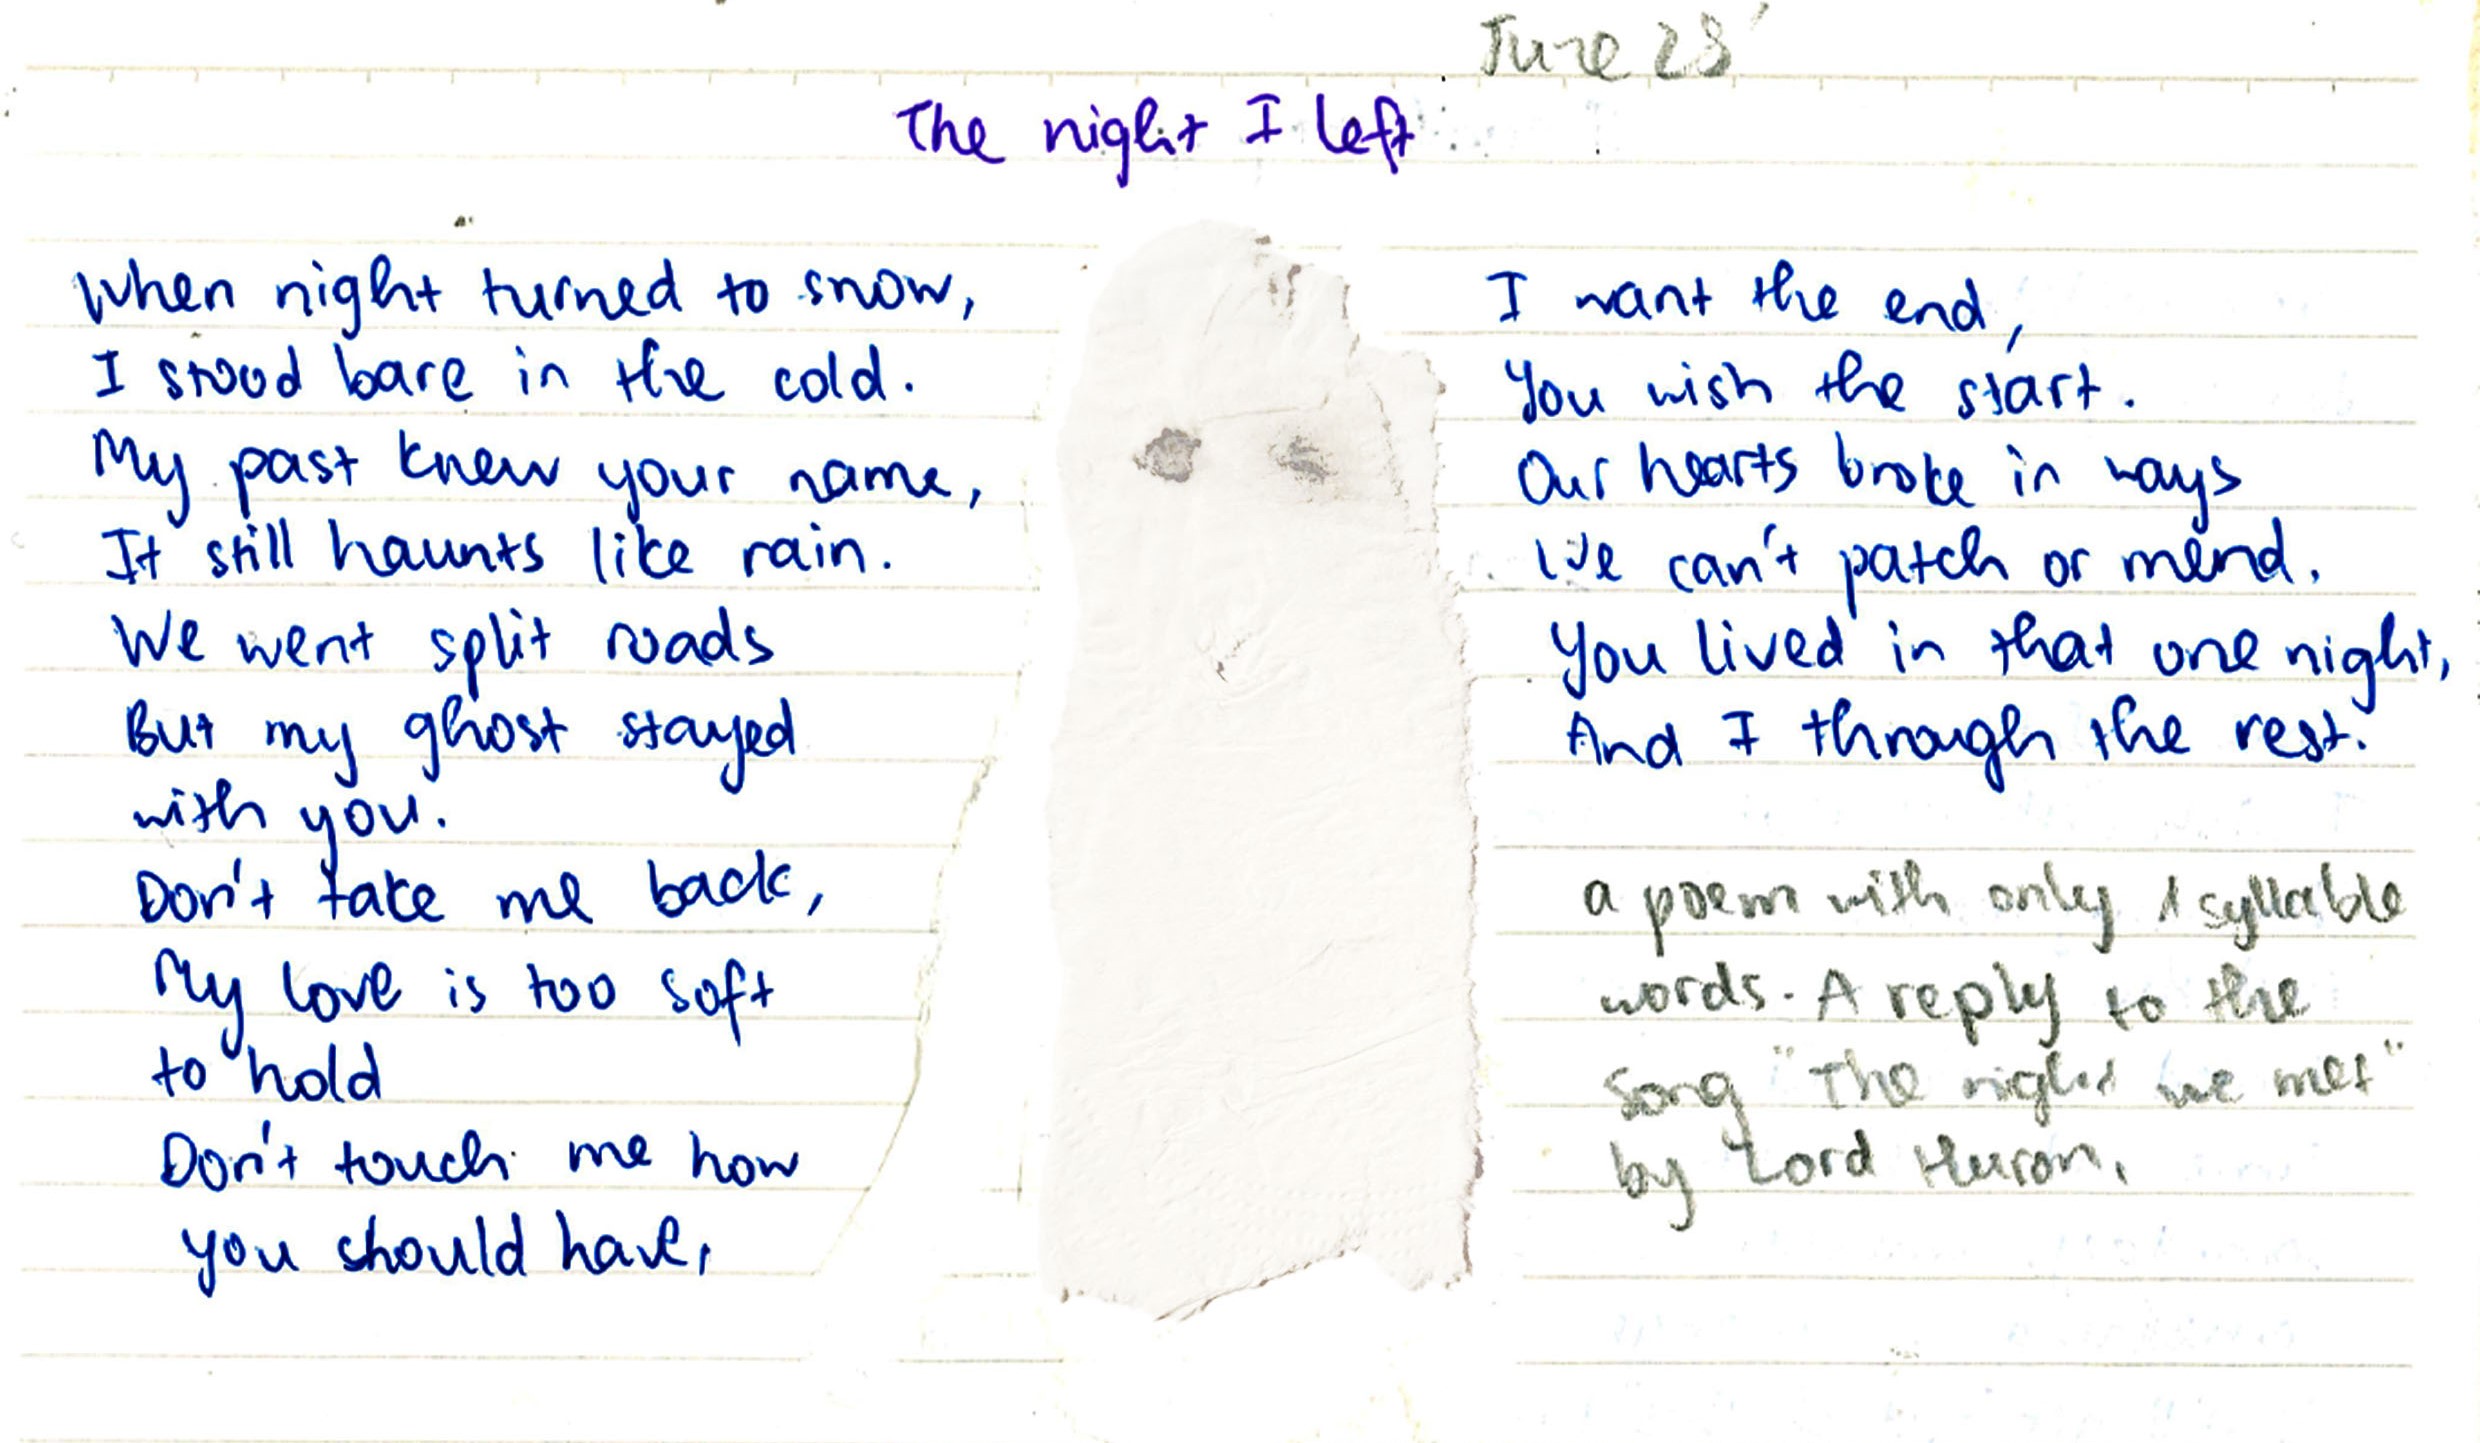 June 23'
The night I left
When night turned to snow,
I stood bare in the cold.
My past knew your name,
It still haunts like rain.
We went split roads
But my ghost stayed
with you.
Don't take me back,
My love is too soft
to hold
Don't touch me how
you should have,
I want the end,
You wish the start.
Our hearts broke in ways
We can't patch or mend.
You lived in that one night,
And I through the rest.
a poem with only 1 syllable
words. A reply to the
song "The night we met"
by Lord Huron.